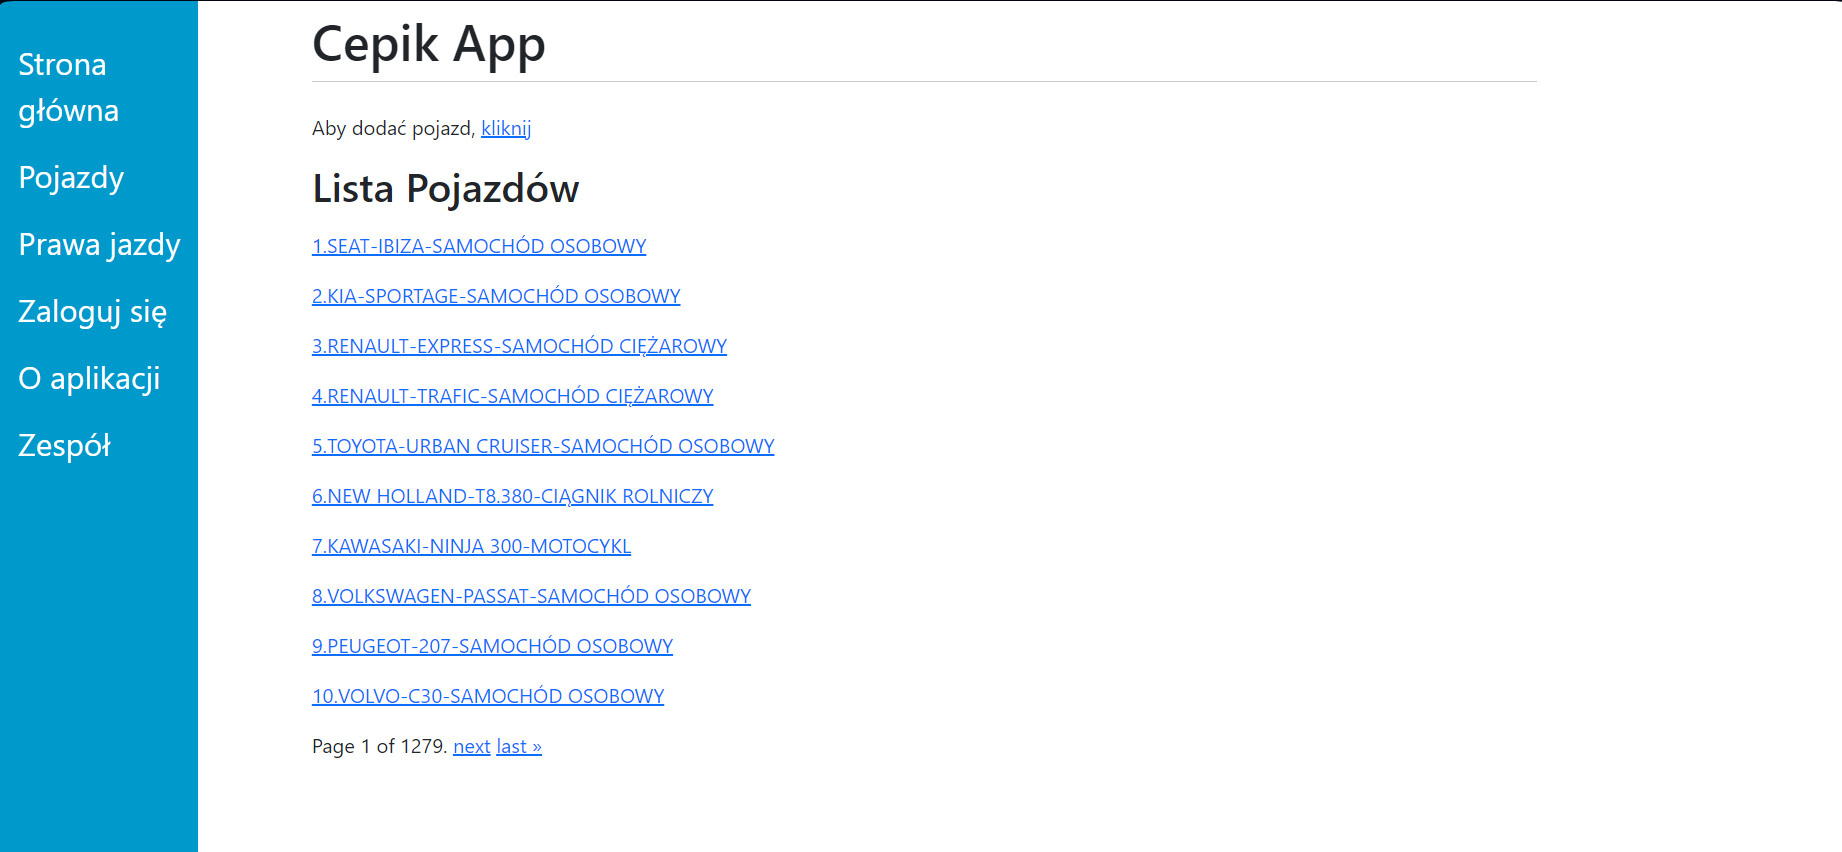 Strona
główna
Pojazdy
Prawa jazdy
Zaloguj się
O aplikacji
Zespół
Cepik App
Aby dodać pojazd, kliknij
Lista Pojazdów
1.SEAT-IBIZA-SAMOCHÓD OSOBOWY
2.KIA-SPORTAGE-SAMOCHÓD OSOBOWY
3.RENAULT-EXPRESS-SAMOCHÓD CIĘŻAROWY
4.RENAULT-TRAFIC-SAMOCHÓD CIĘŻAROWY
5.TOYOTA-URBAN CRUISER-SAMOCHÓD OSOBOWY
6.NEW HOLLAND-T8.380-CIĄGNIK ROLNICZY
7.KAWASAKI-NINJA 300-MOTOCYKL
8.VOLKSWAGEN-PASSAT-SAMOCHÓD OSOBOWY
9.PEUGEOT-207-SAMOCHÓD OSOBOWY
10.VOLVO-C30-SAMOCHÓD OSOBOWY
Page 1 of 1279. next last »